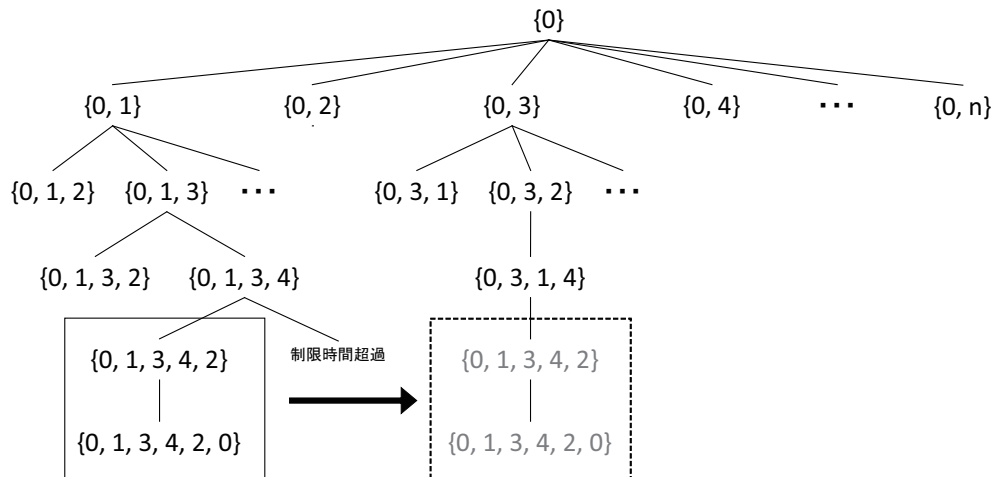 {0}
{0, 1} {0, 2} {0, 3} {0, 4} ・・・ {0, n}
{0, 1, 2} {0, 1, 3} ・・・ {0, 3, 1} {0, 3, 2} ・・・
{0, 1, 3, 2} {0, 1, 3, 4} {0, 3, 1, 4}
{0, 1, 3, 4, 2} 制限時間超過 {0, 1, 3, 4, 2}
{0, 1, 3, 4, 2, 0} {0, 1, 3, 4, 2, 0}